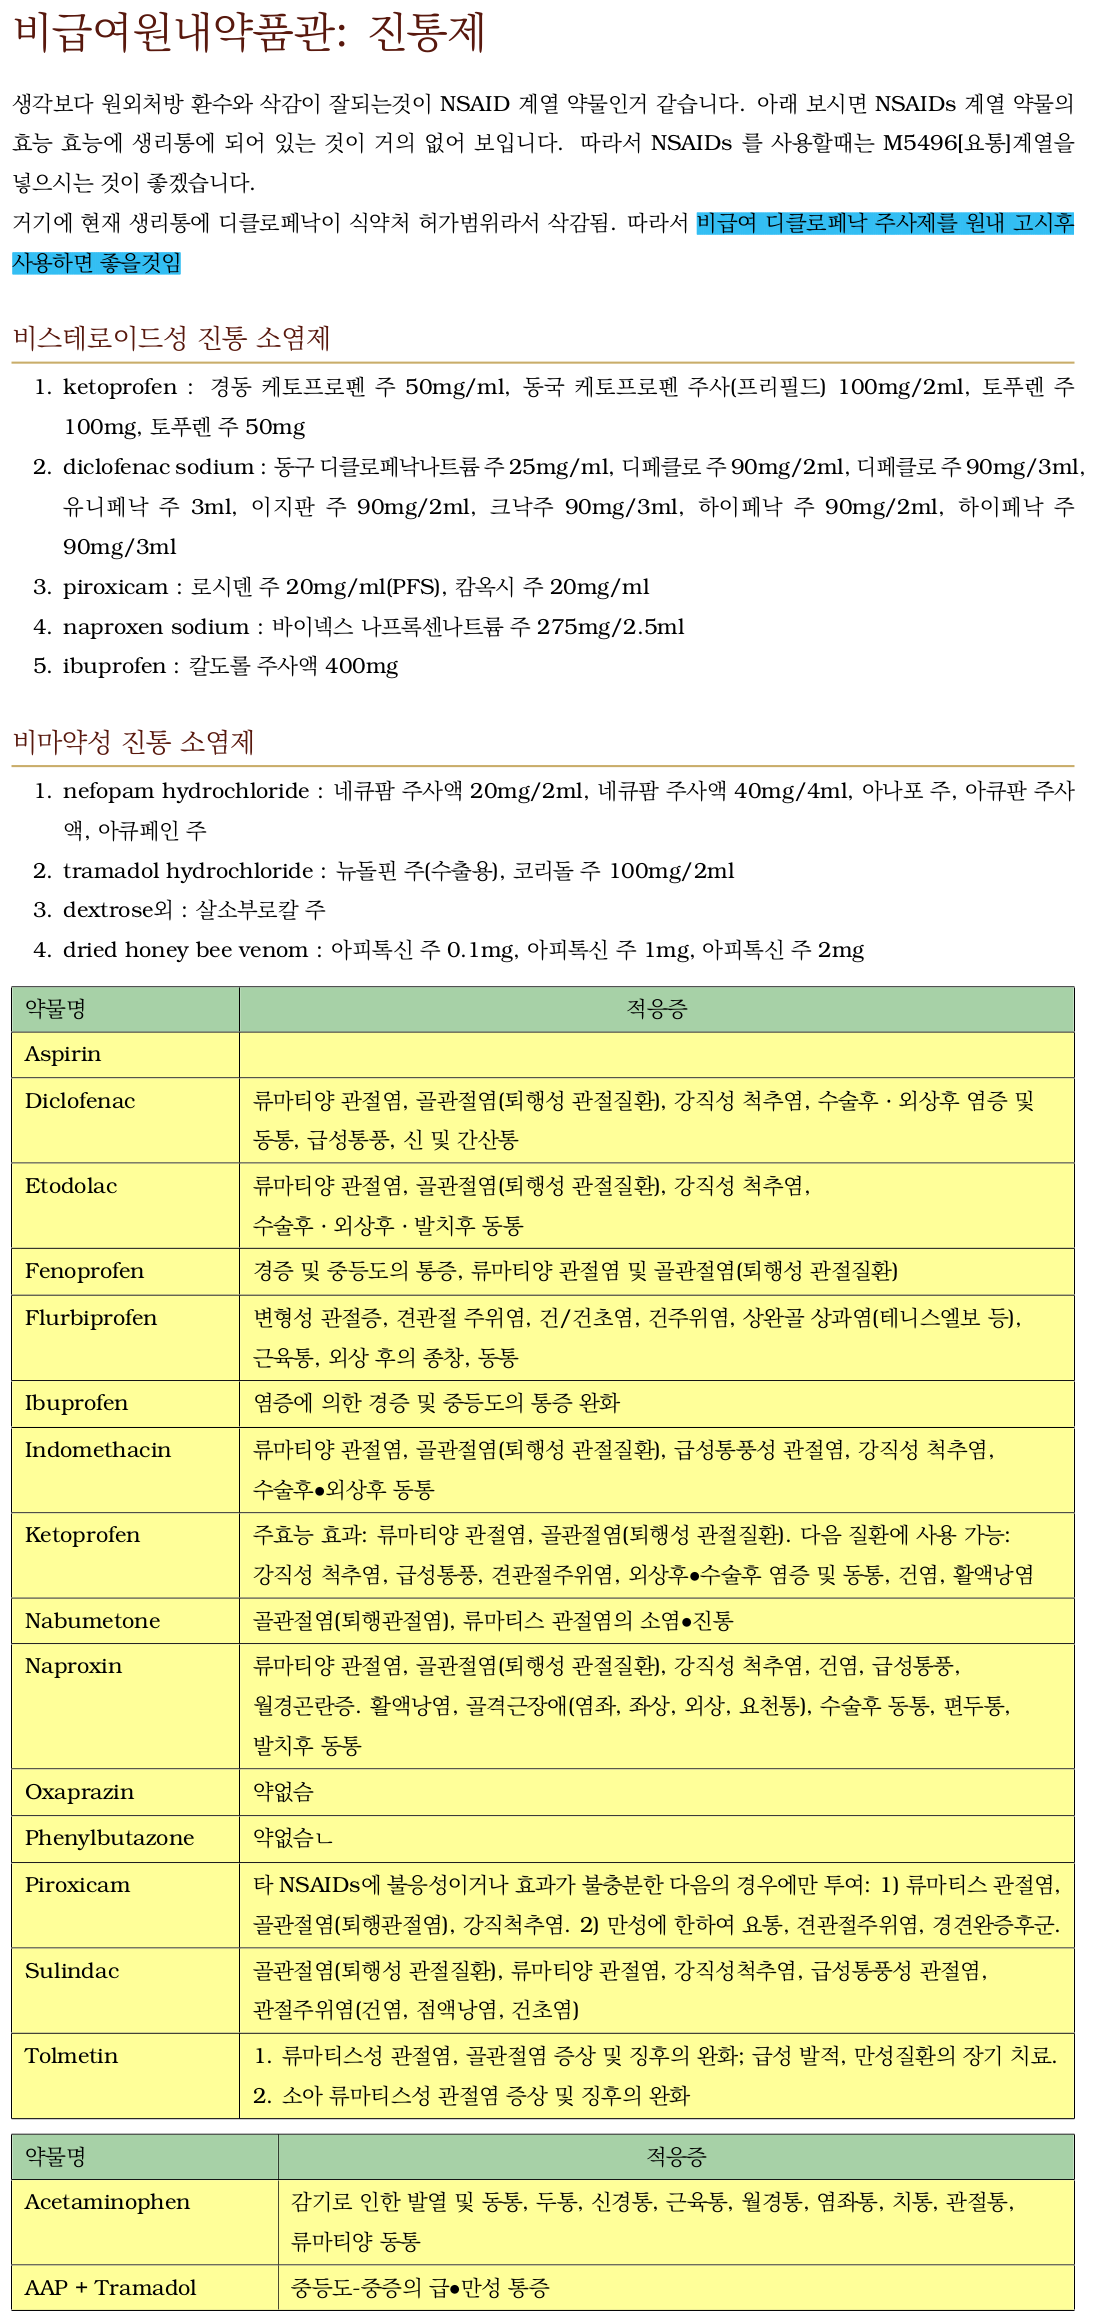 비급여원내약품관: 진통제
생각보다 원외처방 환수와 삭감이 잘되는것이 NSAID 계열 약물인거 같습니다. 아래 보시면 NSAIDs 계열 약물의
효능 효능에 생리통에 되어 있는 것이 거의 없어 보입니다. 따라서 NSAIDs 를 사용할때는 M5496[요통]계열을
넣으시는 것이 좋겠습니다.
거기에 현재 생리통에 디클로페낙이 식약처 허가범위라서 삭감됨. 따라서 비급여 디클로페낙 주사제를 원내 고시후
사용하면 좋을것임
비스테로이드성 진통 소염제
1. ketoprofen : 경동 케토프로펜 주 50mg/ml, 동국 케토프로펜 주사(프리필드) 100mg/2ml, 토푸렌 주
100mg, 토푸렌 주 50mg
2. diclofenac sodium : 동구 디클로페낙나트륨 주 25mg/ml, 디페클로 주 90mg/2ml, 디페클로 주 90mg/3ml,
유니페낙 주 3ml, 이지판 주 90mg/2ml, 크낙주 90mg/3ml, 하이페낙 주 90mg/2ml, 하이페낙 주
90mg/3ml
3. piroxicam : 로시덴 주 20mg/ml(PFS), 캄옥시 주 20mg/ml
4. naproxen sodium : 바이넥스 나프록센나트륨 주 275mg/2.5ml
5. ibuprofen : 칼도롤 주사액 400mg
비마약성 진통 소염제
1. nefopam hydrochloride : 네큐팜 주사액 20mg/2ml, 네큐팜 주사액 40mg/4ml, 아나포 주, 아큐판 주사
액, 아큐페인 주
2. tramadol hydrochloride : 뉴돌핀 주(수출용), 코리돌 주 100mg/2ml
3. dextrose외 : 살소부로칼 주
4. dried honey bee venom : 아피톡신 주 0.1mg, 아피톡신 주 1mg, 아피톡신 주 2mg
약물명 적응증
Aspirin
Diclofenac 류마티양 관절염, 골관절염(퇴행성 관절질환), 강직성 척추염, 수술후 · 외상후 염증 및
동통, 급성통풍, 신 및 간산통
Etodolac 류마티양 관절염, 골관절염(퇴행성 관절질환), 강직성 척추염,
수술후 · 외상후 · 발치후 동통
Fenoprofen 경증 및 중등도의 통증, 류마티양 관절염 및 골관절염(퇴행성 관절질환)
Flurbiprofen 변형성 관절증, 견관절 주위염, 건/건초염, 건주위염, 상완골 상과염(테니스엘보 등),
근육통, 외상 후의 종창, 동통
Ibuprofen 염증에 의한 경증 및 중등도의 통증 완화
Indomethacin 류마티양 관절염, 골관절염(퇴행성 관절질환), 급성통풍성 관절염, 강직성 척추염,
수술후●외상후 동통
Ketoprofen 주효능 효과: 류마티양 관절염, 골관절염(퇴행성 관절질환). 다음 질환에 사용 가능:
강직성 척추염, 급성통풍, 견관절주위염, 외상후●수술후 염증 및 동통, 건염, 활액낭염
Nabumetone 골관절염(퇴행관절염), 류마티스 관절염의 소염●진통
Naproxin 류마티양 관절염, 골관절염(퇴행성 관절질환), 강직성 척추염, 건염, 급성통풍,
월경곤란증. 활액낭염, 골격근장애(염좌, 좌상, 외상, 요천통), 수술후 동통, 편두통,
발치후 동통
Oxaprazin 약없슴
Phenylbutazone 약없슴ㄴ
Piroxicam 타 NSAIDs에 불응성이거나 효과가 불충분한 다음의 경우에만 투여: 1) 류마티스 관절염,
골관절염(퇴행관절염), 강직척추염. 2) 만성에 한하여 요통, 견관절주위염, 경견완증후군.
Sulindac 골관절염(퇴행성 관절질환), 류마티양 관절염, 강직성척추염, 급성통풍성 관절염,
관절주위염(건염, 점액낭염, 건초염)
Tolmetin 1. 류마티스성 관절염, 골관절염 증상 및 징후의 완화; 급성 발적, 만성질환의 장기 치료.
2. 소아 류마티스성 관절염 증상 및 징후의 완화
약물명 적응증
Acetaminophen 감기로 인한 발열 및 동통, 두통, 신경통, 근육통, 월경통, 염좌통, 치통, 관절통,
류마티양 동통
AAP + Tramadol 중등도-중증의 급●만성 통증